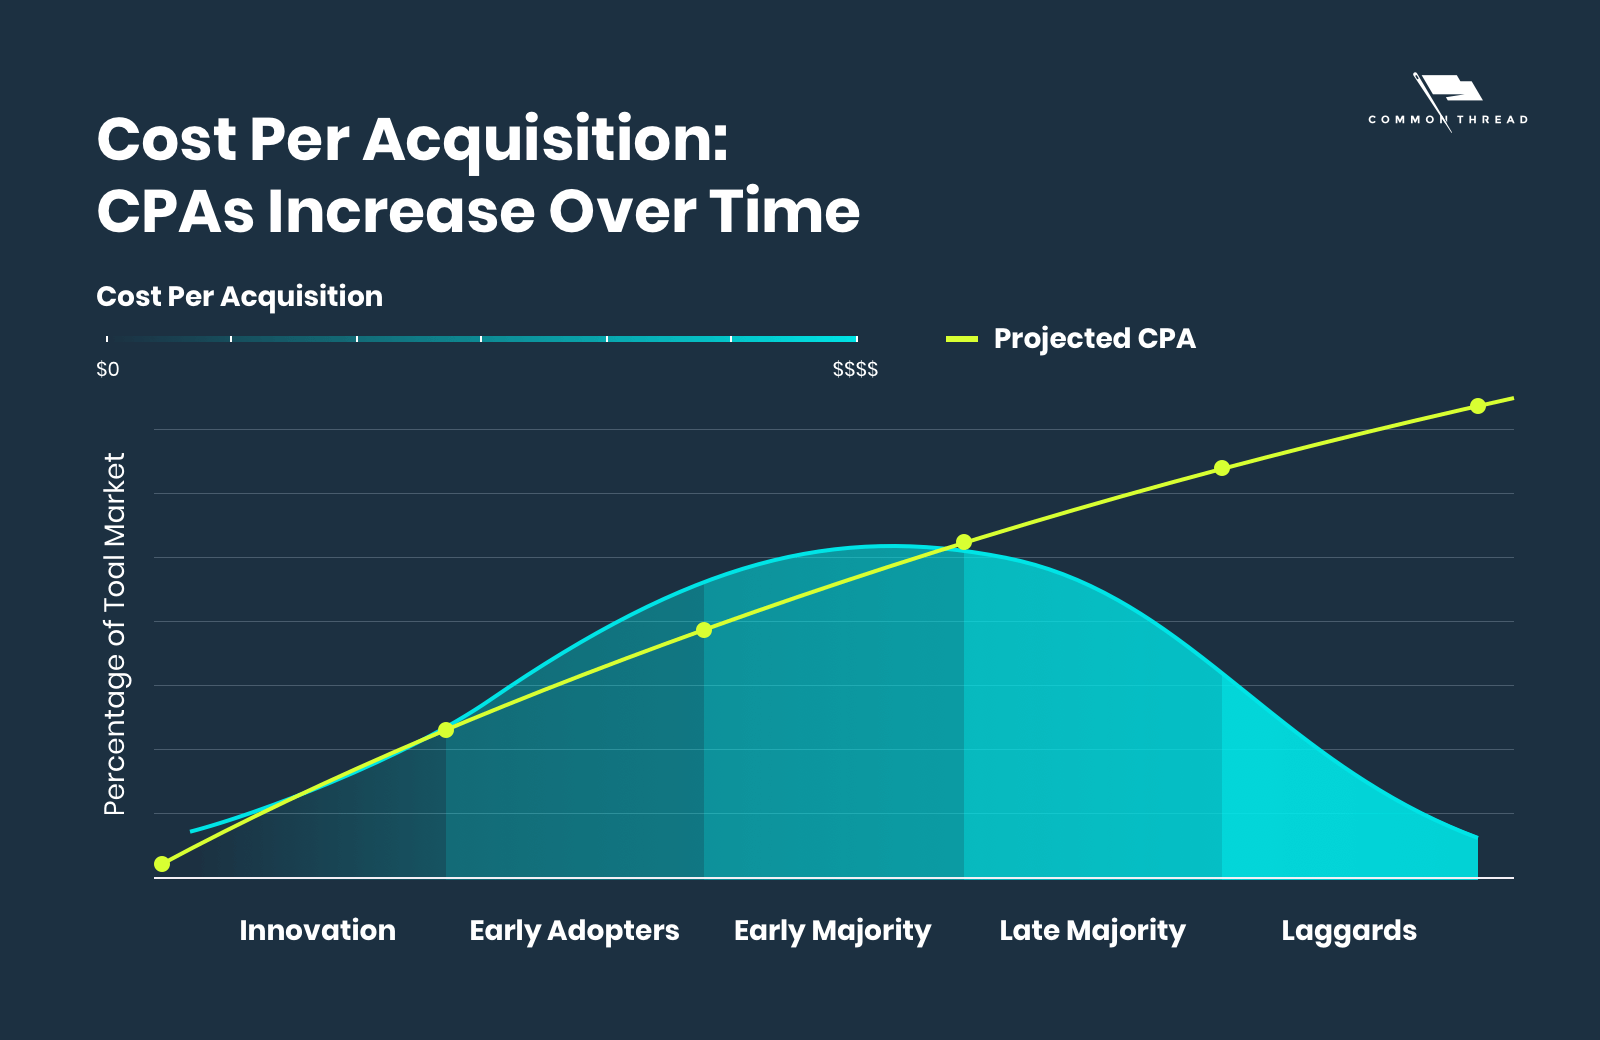 COMMON THREAD
Cost Per Acquisition:
CPAs Increase Over Time
Cost Per Acquisition
Projected CPA
$0
$$$$
Percentage of Toal Market
Innovation
Early Adopters
Early Majority
Late Majority
Laggards